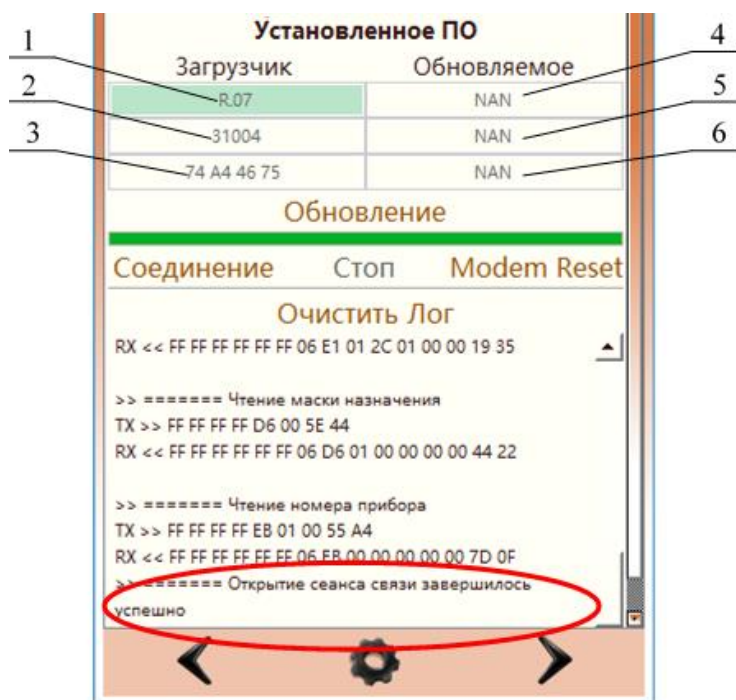 Установленное ПО
1
4
Загрузчик Обновляемое
2
R.07 NAN
5
31004 NAN
3
6
74 A4 46 75 NAN
Обновление
Соединение Стоп Modem Reset
Очистить Лог
RX << FF FF FF FF FF FF FF 06 E1 01 2C 01 00 00 19 35
>> ======= Чтение маски назначения
TX >> FF FF FF FF D6 00 5E 44
RX << FF FF FF FF FF FF FF 06 D6 01 00 00 00 00 44 22
>> ======= Чтение номера прибора
TX >> FF FF FF FF EB 01 00 55 A4
RX << FF FF FF FF FF FF FF 06 EB 00 00 00 00 00 7D 0F
>> ======= Открытие сеанса связи завершилось
успешно